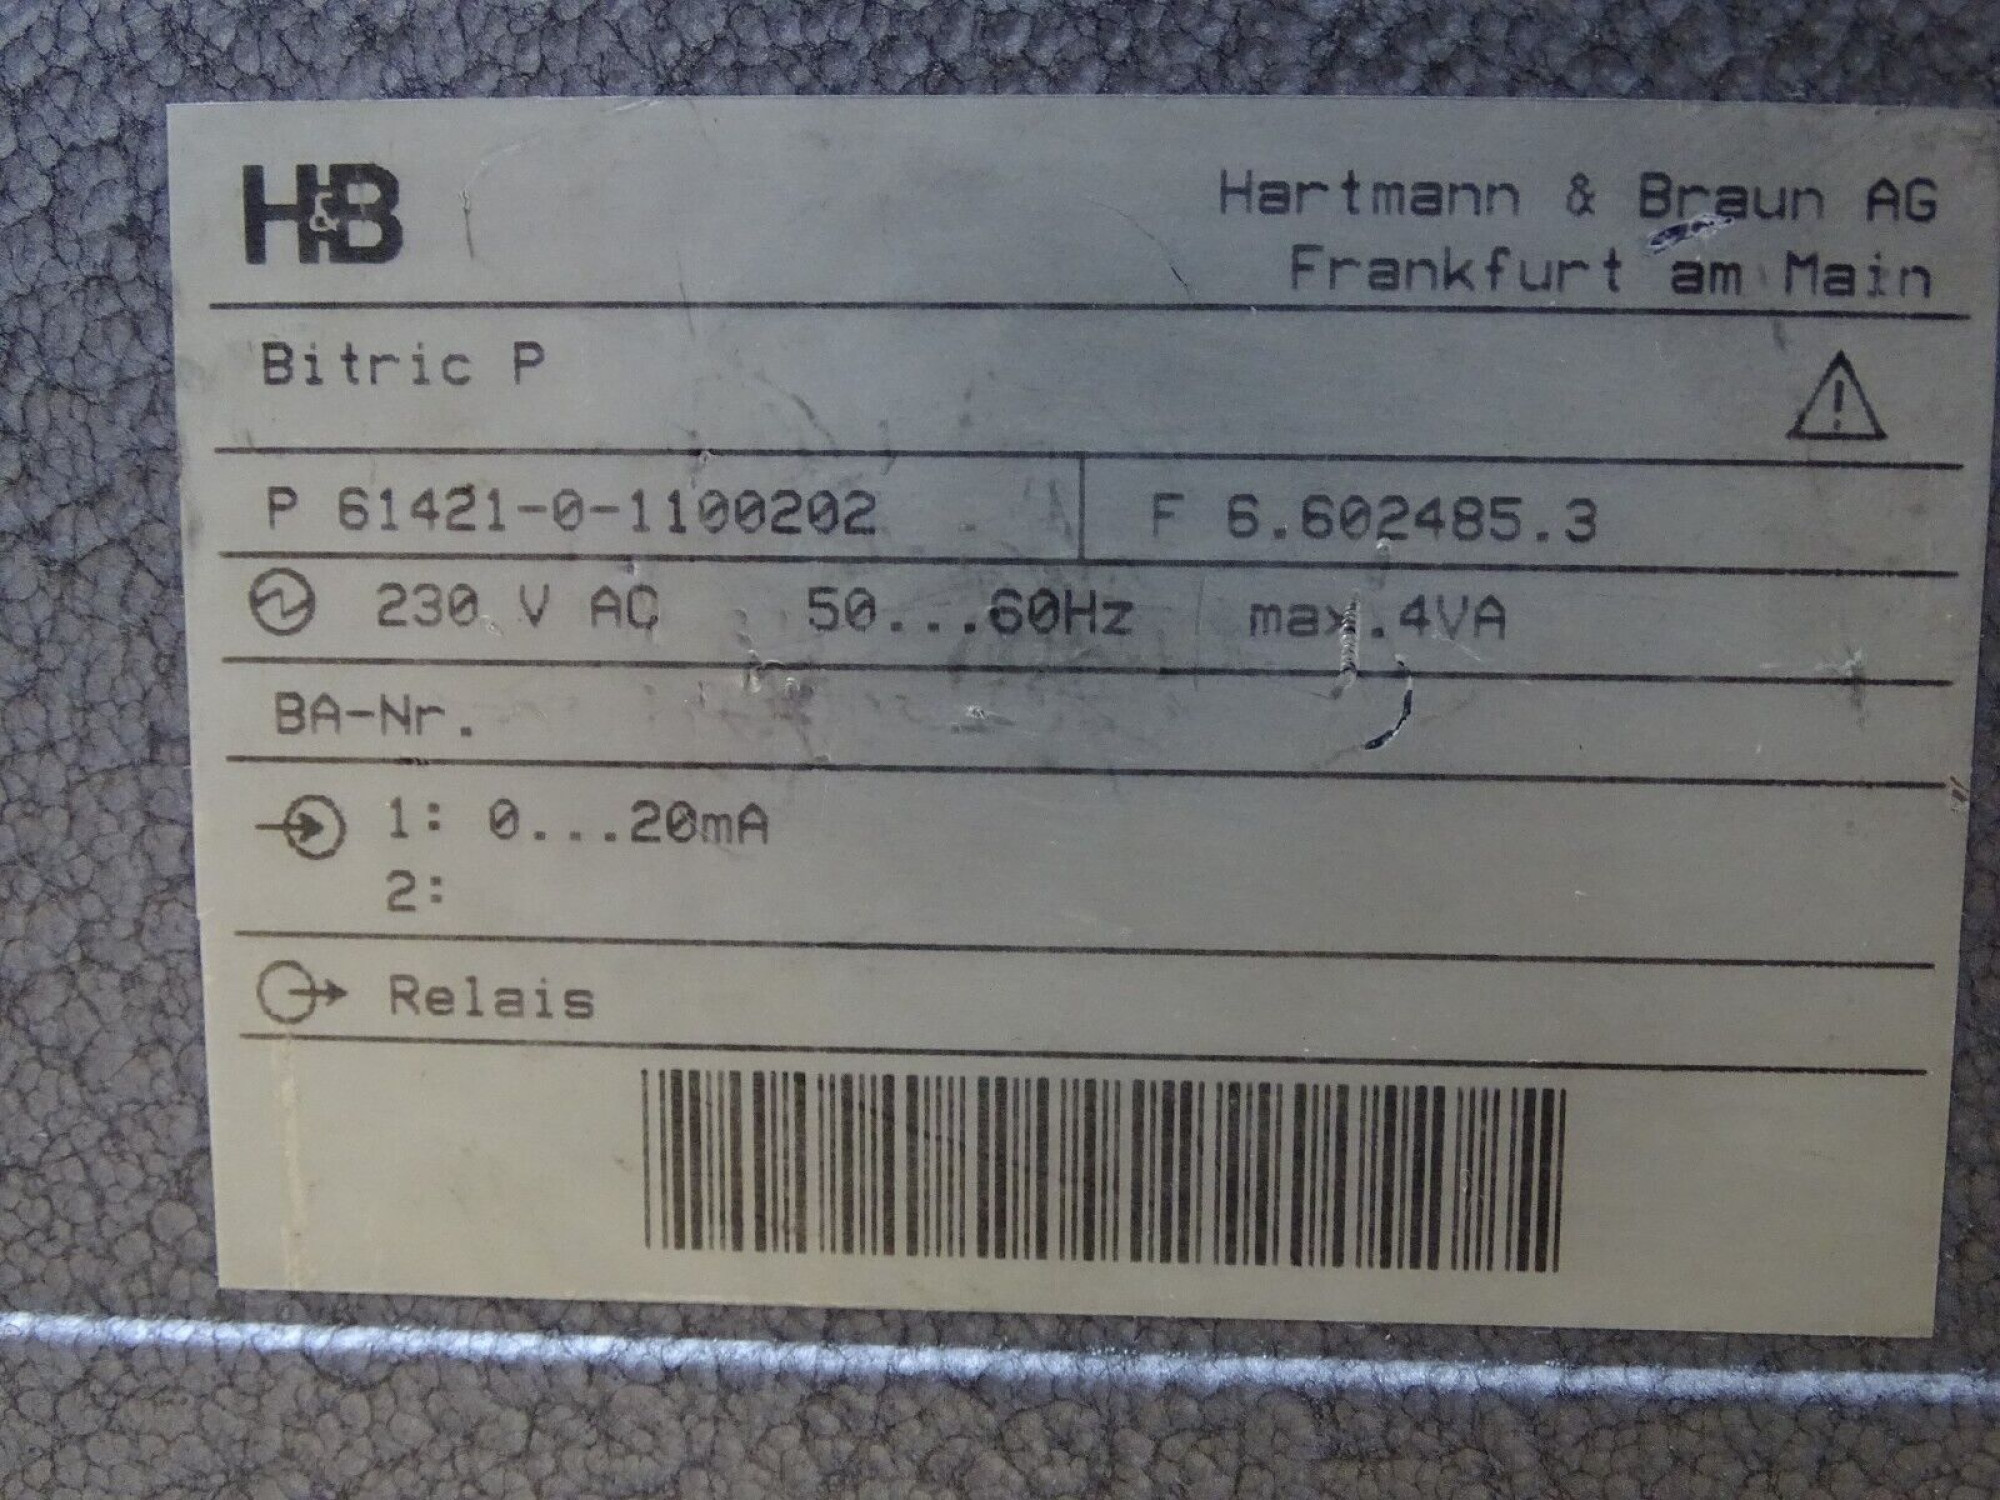 H&B
Hartmann & Braun AG
Frankfurt am Main
Bitric P
P 61421-0-1100202
F 6.602485.3
230 V AC 50...60Hz max.4VA
BA-Nr.
1: 0...20mA
2:
Relais